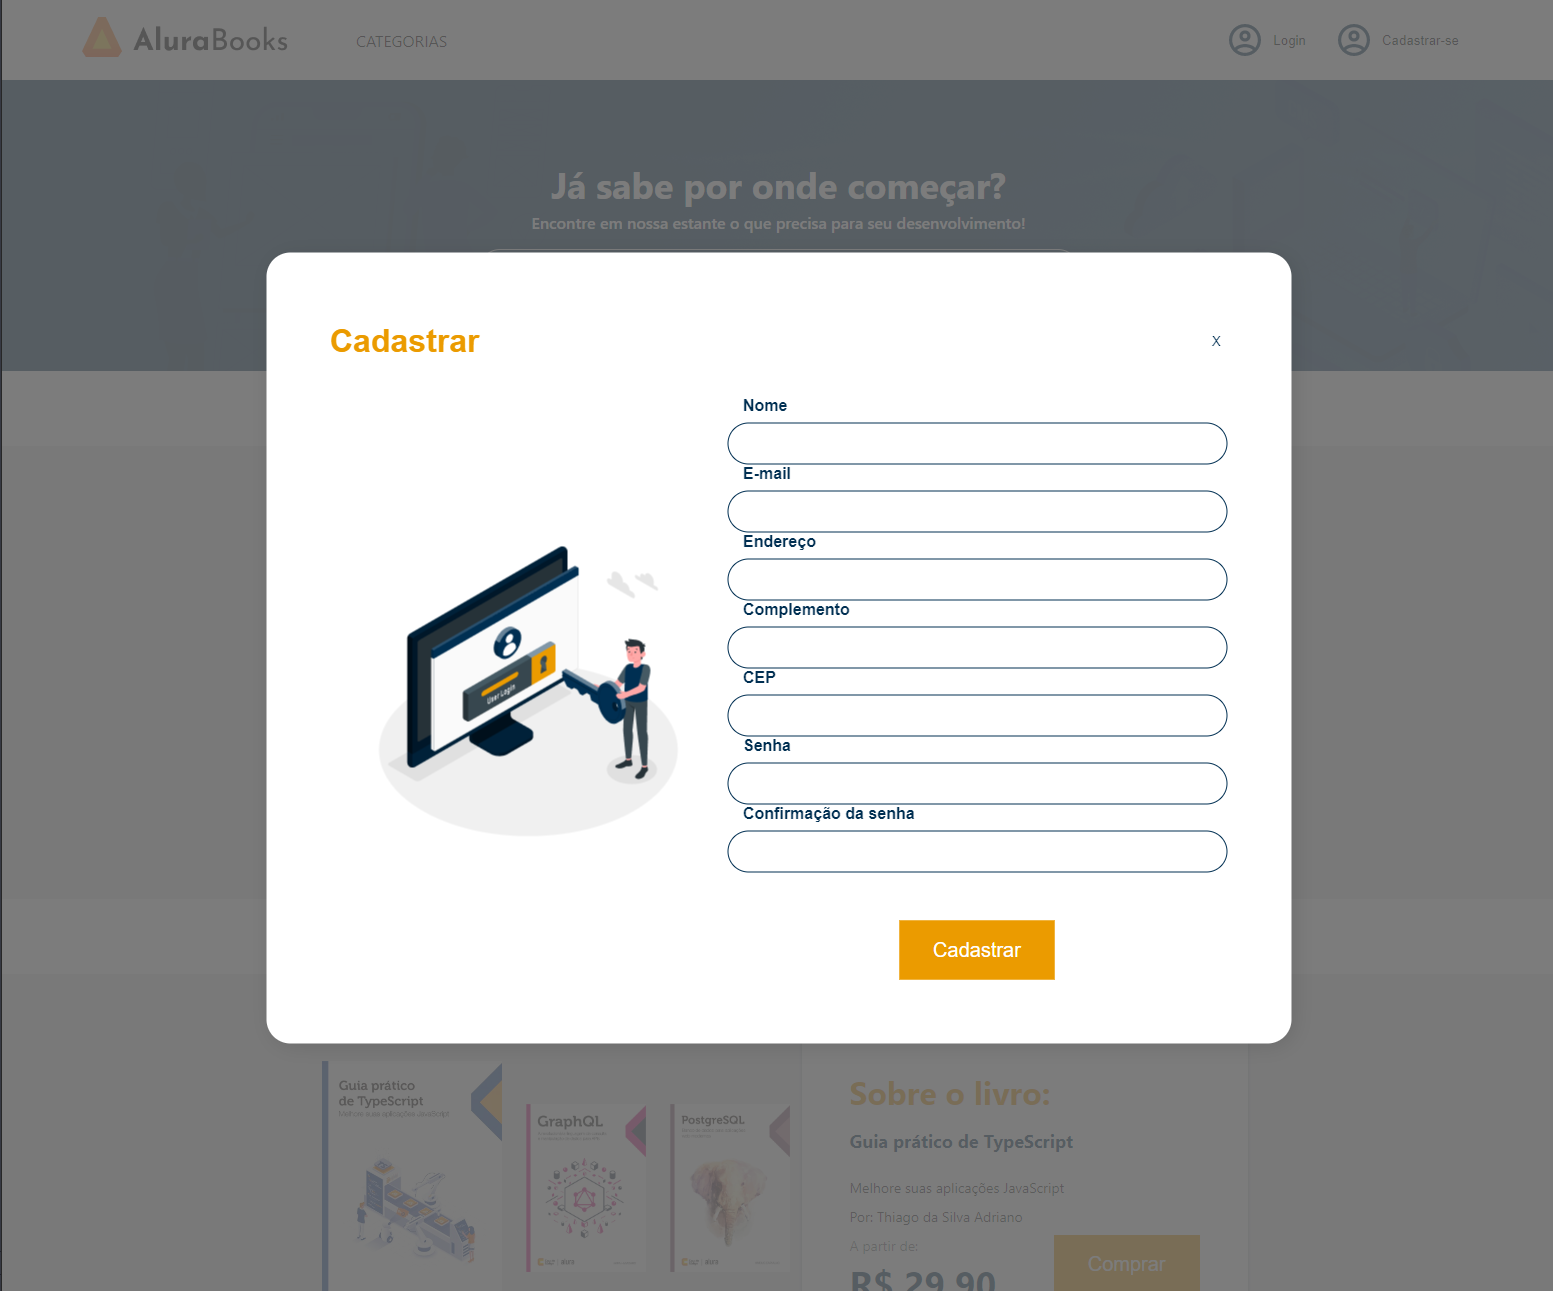 AluraBooks
CATEGORIAS
Login
Cadastrar-se
Já sabe por onde começar?
Encontre em nossa estante o que precisa para seu desenvolvimento!
Cadastrar
X
Nome
E-mail
Endereço
Complemento
CEP
Senha
Confirmação da senha
User Login
Cadastrar
Guia prático
de TypeScript
Melhore suas aplicações JavaScript
GraphQL
PostgreSQL
Sobre o livro:
Guia prático de TypeScript
Melhore suas aplicações JavaScript
Por: Thiago da Silva Adriano
A partir de:
R$ 29,90
Comprar